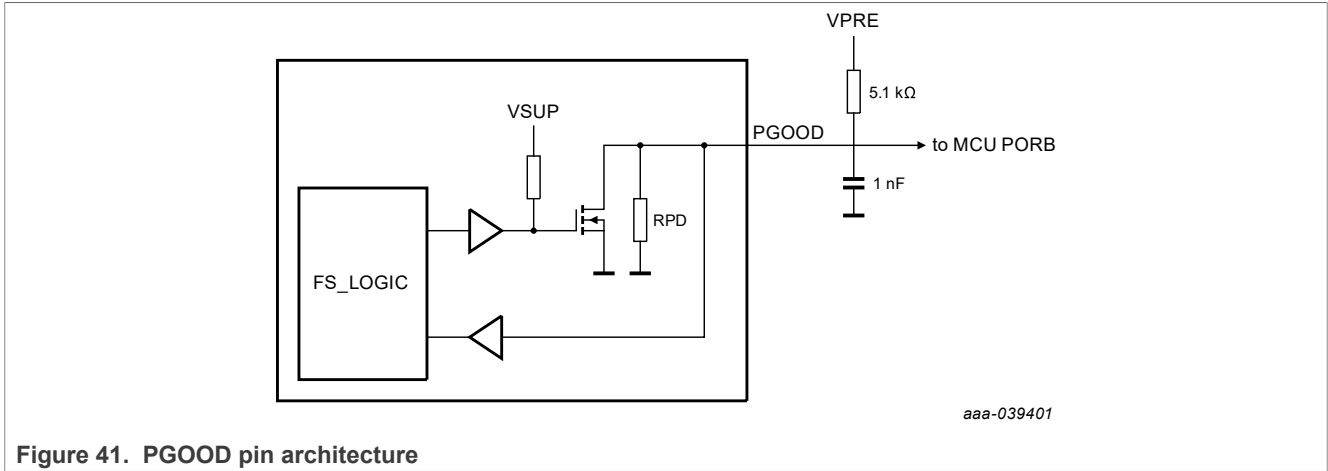 VPRE
5.1 kΩ
VSUP
PGOOD
to MCU PORB
1 nF
RPD
FS_LOGIC
aaa-039401
Figure 41. PGOOD pin architecture